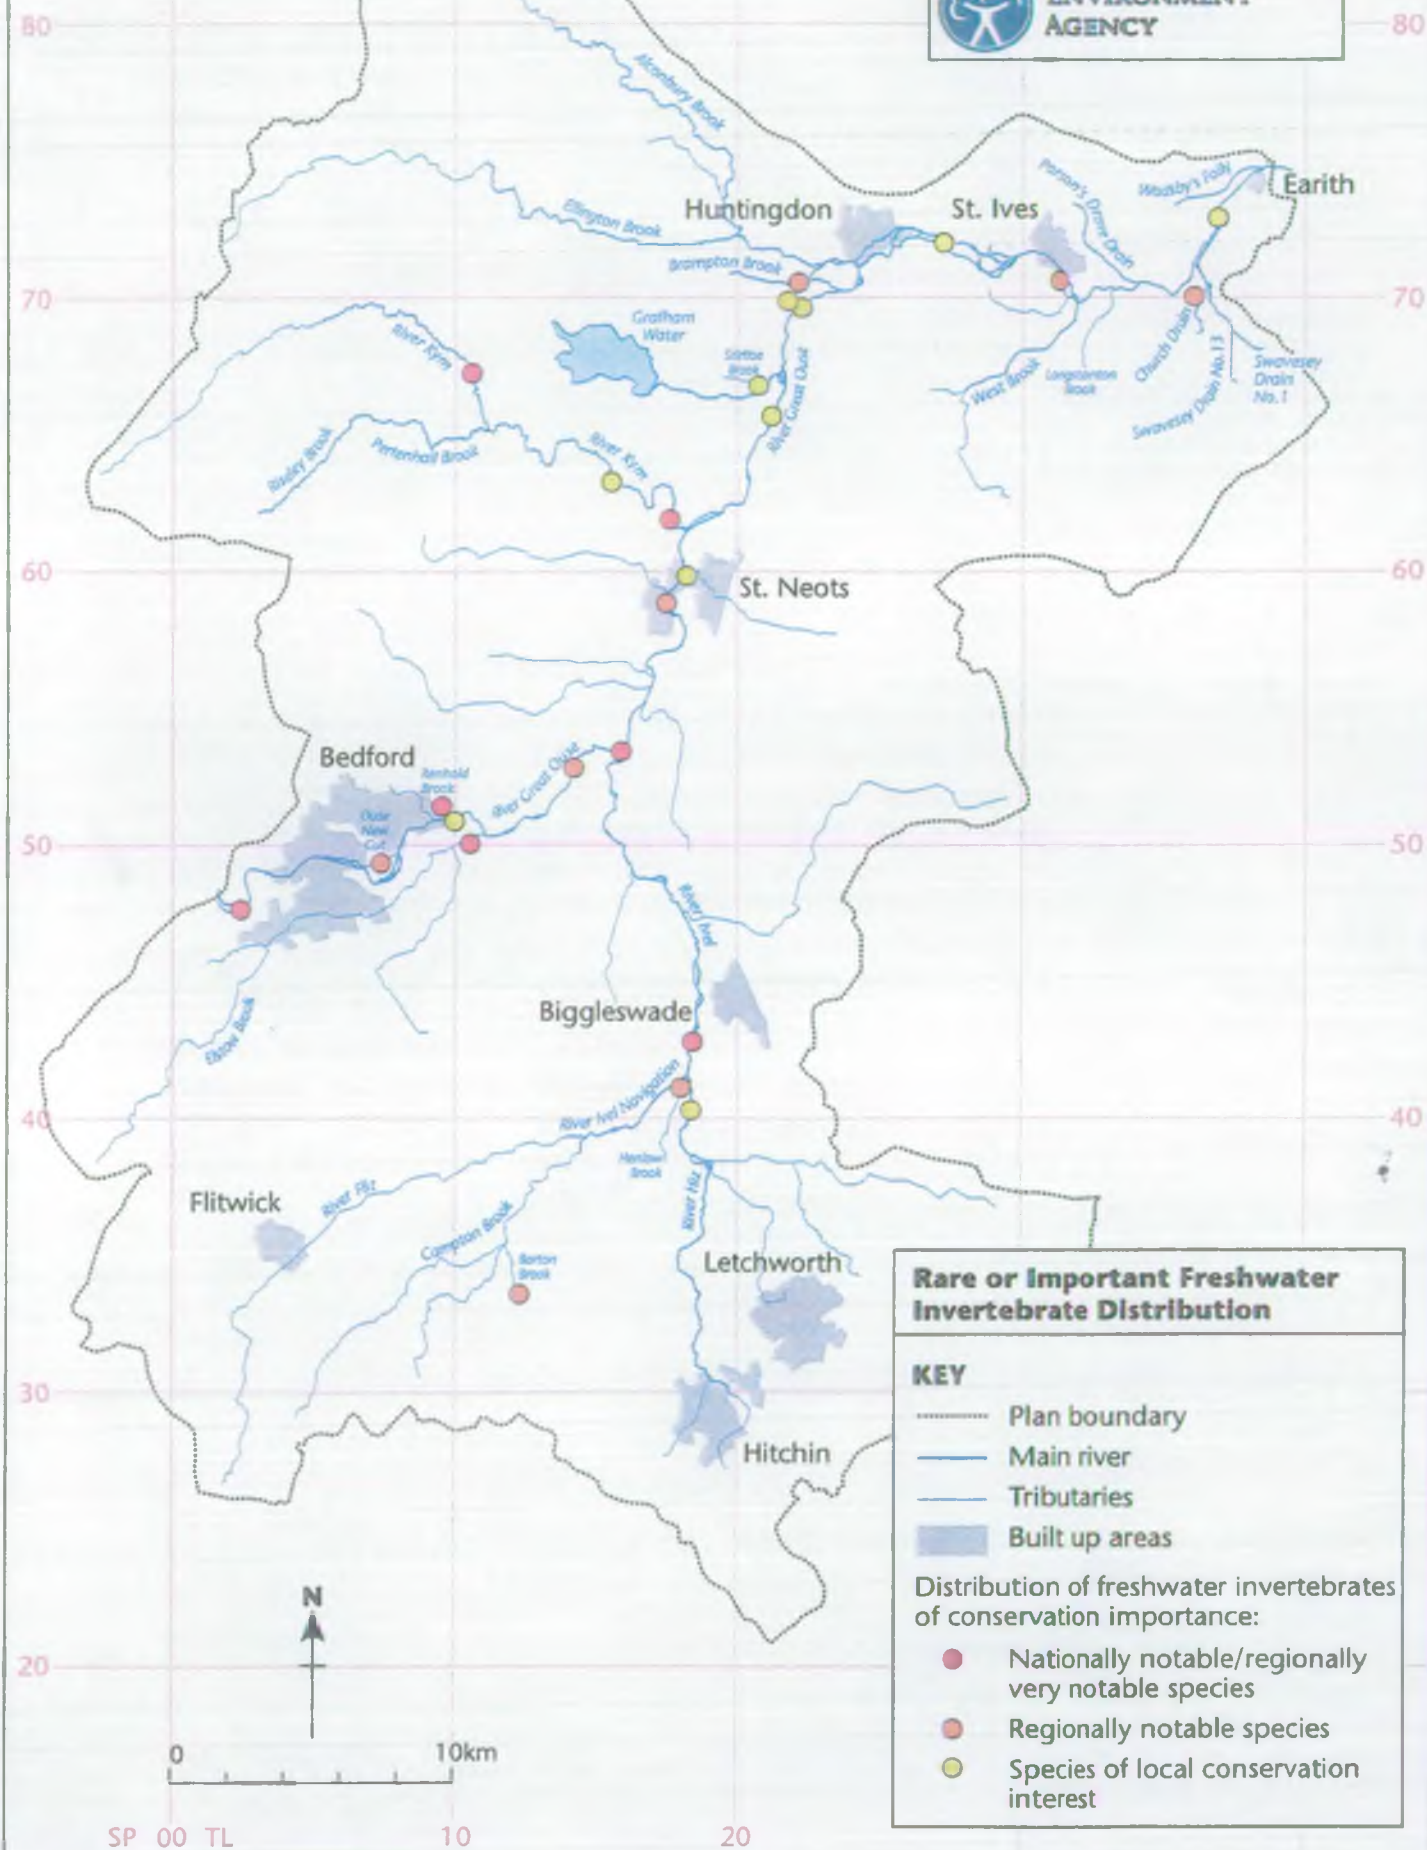 80
80
AGENCY
Alconbury Brook
Parson's Drove Drain
Earith
Huntingdon
St. Ives
Ellington Brook
Brampton Brook
70
70
Grafham
Water
River Kym
River Great Ouse
Church Drain
Swavesey Drain No.13
Swavesey
Drain
No.1
West Brook
Longstanton
Brook
Riseley Brook
Pertenhall Brook
River Kym
60
60
St. Neots
Bedford
Renhold
Brook
River Great Ouse
Ouse
New
Cut
50
50
River Ivel
Biggleswade
Elstow Brook
River Ivel Navigation
40
40
Henlow
Brook
Flitwick
River Flit
River Hiz
Campton Brook
Barton
Brook
Letchworth
30
Hitchin
Rare or Important Freshwater
Invertebrate Distribution
KEY
Plan boundary
Main river
Tributaries
Built up areas
Distribution of freshwater invertebrates
of conservation importance:
Nationally notable/regionally
very notable species
Regionally notable species
Species of local conservation
interest
N
20
0
10km
SP 00 TL
10
20